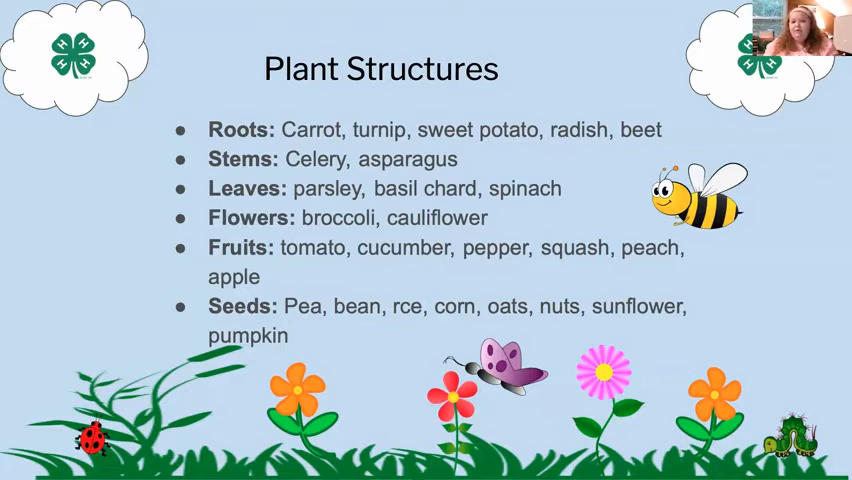 H H
H H
H
H
Plant Structures
● Roots: Carrot, turnip, sweet potato, radish, beet
● Stems: Celery, asparagus
● Leaves: parsley, basil chard, spinach
● Flowers: broccoli, cauliflower
● Fruits: tomato, cucumber, pepper, squash, peach,
apple
● Seeds: Pea, bean, rce, corn, oats, nuts, sunflower,
pumpkin